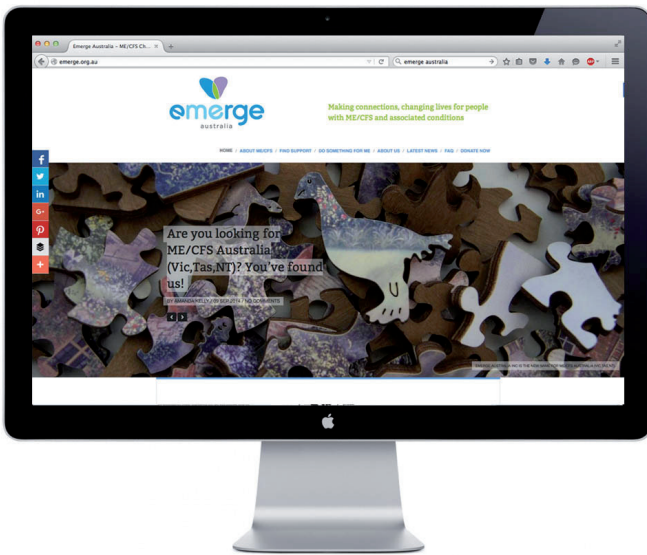 Emerge Australia – ME/CFS Ch...
emerge.org.au
emerge australia
emerge
australia
Making connections, changing lives for people
with ME/CFS and associated conditions
HOME / ABOUT ME/CFS / FIND SUPPORT / DO SOMETHING FOR ME / ABOUT US / LATEST NEWS / FAQ / DONATE NOW
f
in
G+
Are you looking for
ME/CFS Australia
(Vic,Tas,NT)? You've found
us!
BY AMANDA KELLY / 09 SEP, 2014 / NO COMMENTS